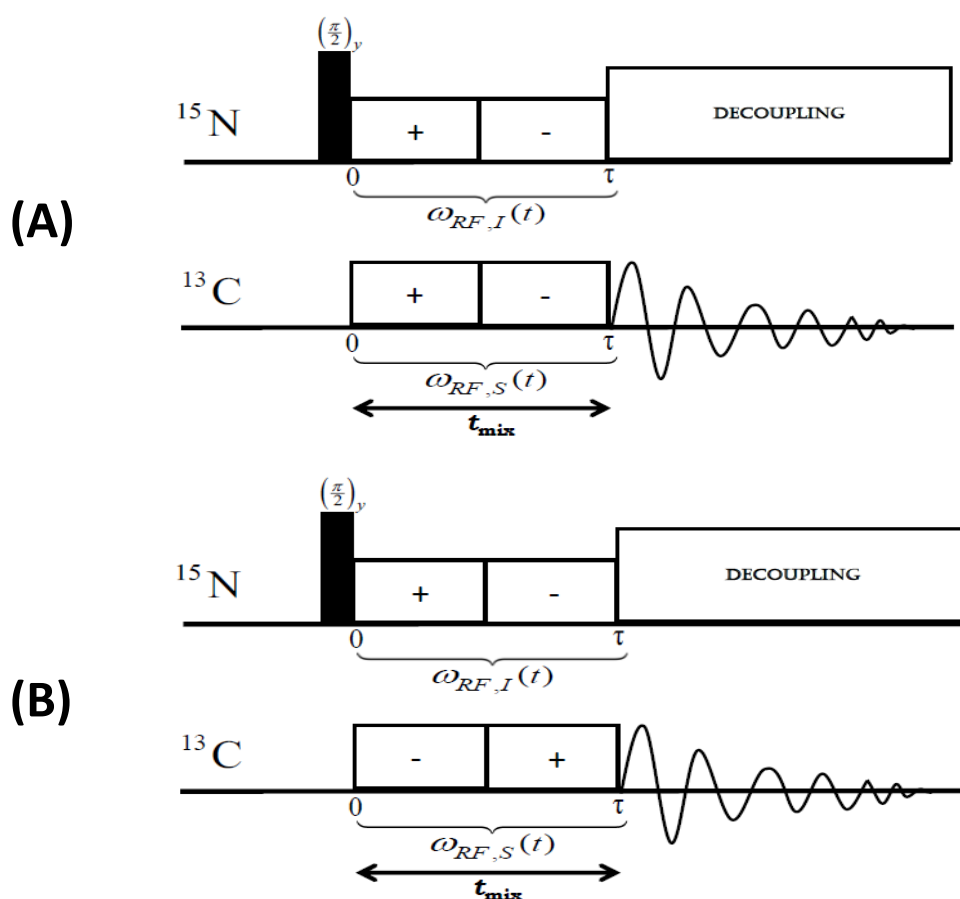 (π/2)y
15N
+ -
DECOUPLING
0 τ
ωRF,I(t)
(A)
13C
+ -
0 τ
ωRF,S(t)
tmix
(π/2)y
15N
+ -
DECOUPLING
0 τ
ωRF,I(t)
(B)
13C
- +
0 τ
ωRF,S(t)
tmix